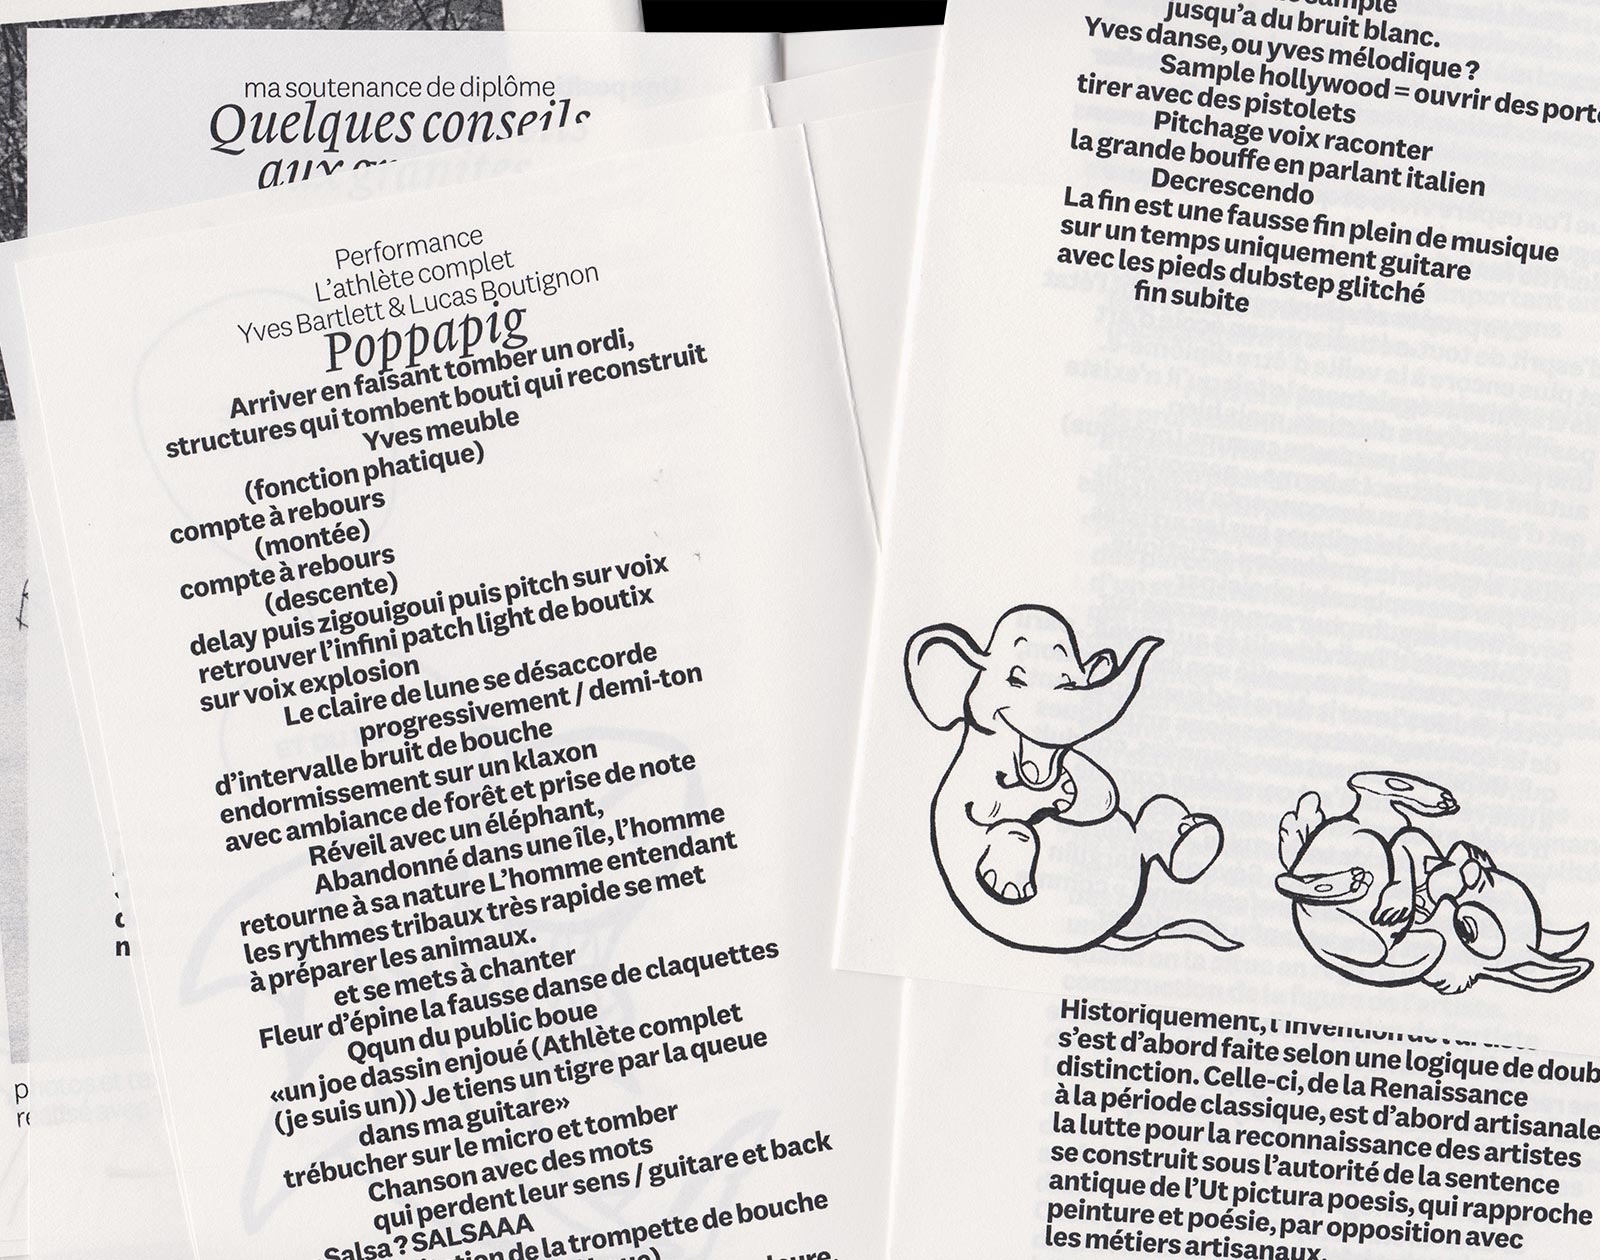 ma soutenance de diplôme
Quelques conseils
aux
Performance
L'athlète complet
Yves Bartlett & Lucas Boutignon
Poppapig
Arriver en faisant tomber un ordi,
structures qui tombent bouti qui reconstruit
Yves meuble
(fonction phatique)
compte à rebours
(montée)
compte à rebours
(descente)
delay puis zigouigoui puis pitch sur voix
retrouver l'infini patch light de boutix
sur voix explosion
Le claire de lune se désaccorde
progressivement / demi-ton
d'intervalle bruit de bouche
endormissement sur un klaxon
avec ambiance de forêt et prise de note
Réveil avec un éléphant,
Abandonné dans une île, l'homme
retourne à sa nature L'homme entendant
les rythmes tribaux très rapide se met
à préparer les animaux.
et se mets à chanter
Fleur d'épine la fausse danse de claquettes
Qqun du public boue
«un joe dassin enjoué (Athlète complet
(je suis un)) Je tiens un tigre par la queue
dans ma guitare»
trébucher sur le micro et tomber
Chanson avec des mots
qui perdent leur sens / guitare et back
Salsa ? SALSAAA
de la trompette de bouche
sample
jusqu'a du bruit blanc.
Yves danse, ou yves mélodique ?
Sample hollywood = ouvrir des
tirer avec des pistolets
Pitchage voix raconter
la grande bouffe en parlant italien
Decrescendo
La fin est une fausse fin plein de musique
sur un temps uniquement guitare
avec les pieds dubstep glitché
fin subite
Historiquement, l'invention
s'est d'abord faite selon une logique de
distinction. Celle-ci, de la Renaissance
à la période classique, est d'abord artisanale
la lutte pour la reconnaissance des artistes
se construit sous l'autorité de la sentence
antique de l'Ut pictura poesis, qui rapproche
peinture et poésie, par opposition avec
les métiers artisanaux.